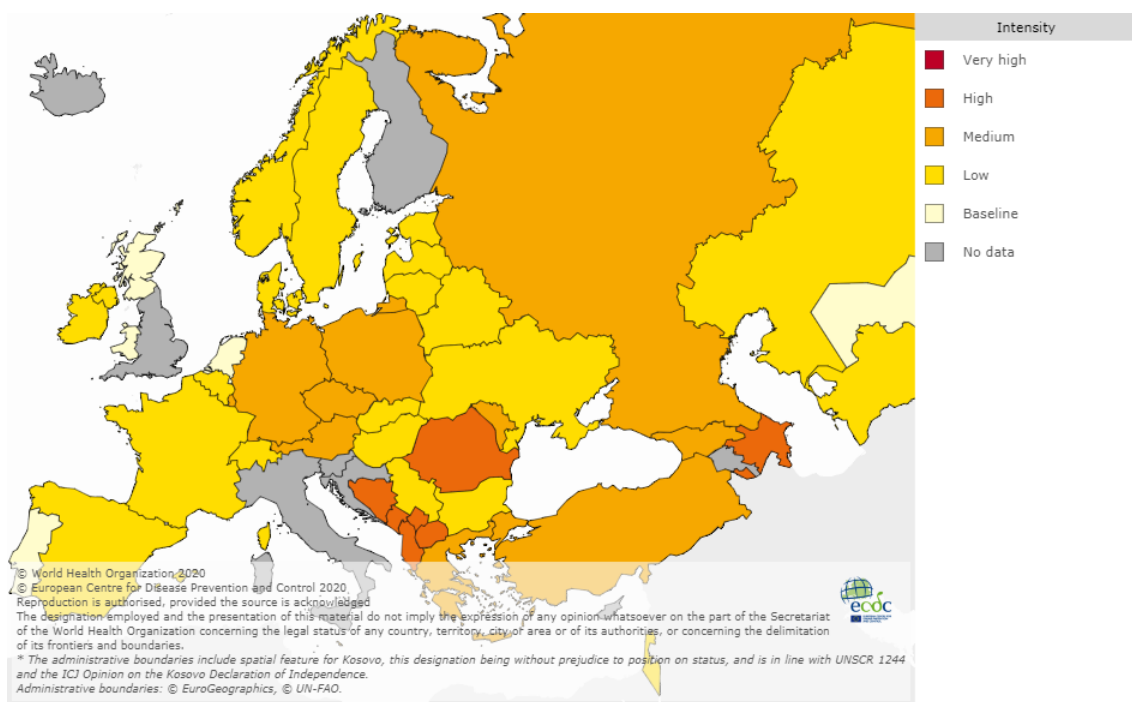 Intensity
Very high
High
Medium
Low
Baseline
No data
© World Health Organization 2020
© European Centre for Disease Prevention and Control 2020
Reproduction is authorised, provided the source is acknowledged
The designation employed and the presentation of this material do not imply the expression of any opinion whatsoever on the part of the Secretariat
of the World Health Organization concerning the legal status of any country, territory, city or area or of its authorities, or concerning the delimitation
of its frontiers and boundaries.
* The administrative boundaries include spatial feature for Kosovo, this designation being without prejudice to position on status, and is in line with UNSCR 1244
and the ICJ Opinion on the Kosovo Declaration of Independence.
Administrative boundaries: © EuroGeographics, © UN-FAO.
ecdc